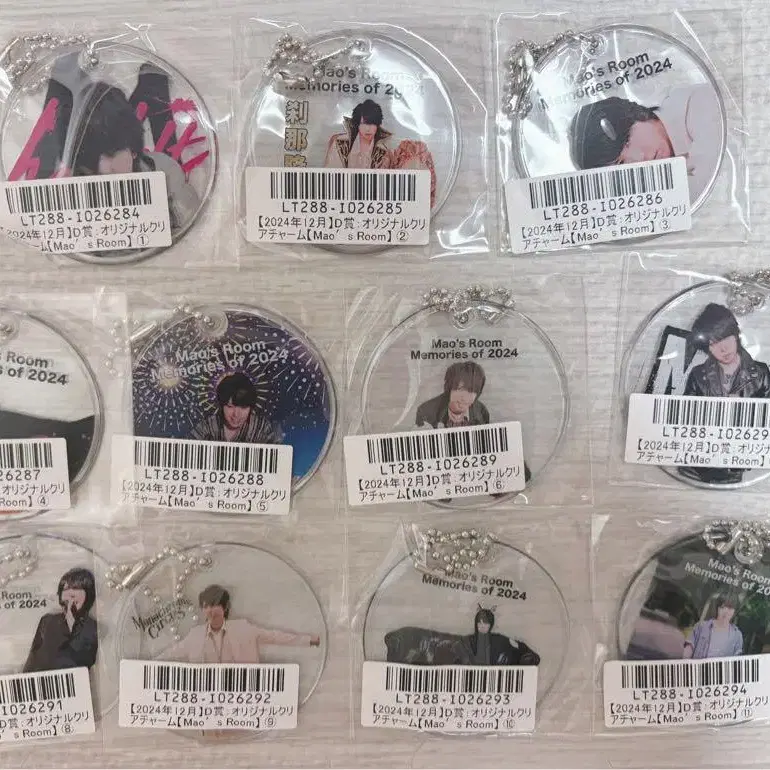 LT288-I026284
【2024年12月】D賞:オリジナルクリ
アチャーム【Mao's Room】①
Mao's Room
Memories of 2024
刹那
LT288-I026285
【2024年12月】D賞:オリジナルクリ
アチャーム【Mao's Room】②
Mao's Room
Memories of 2024
LT288-I026286
【2024年12月】D賞:オリジナルクリ
アチャーム【Mao's Room】③
s Room
es of 2024
26287
】D賞:オリジナルクリ
ao's Room】④
Mao's Room
Memories of 2024
LT288-I026288
【2024年12月】D賞:オリジナルクリ
アチャーム【Mao's Room】⑤
Mao's Room
Memories of 2024
LT288-I026289
【2024年12月】D賞:オリジナルクリ
アチャーム【Mao's Room】⑥
LT288-I02629
【2024年12月】D賞:オリジナ
アチャーム【Mao's Room】
s Room
s of 2024
026291
】D賞:オリジナルクリ
Mao's Room】⑧
LT288-I026292
【2024年12月】D賞:オリジナルクリ
アチャーム【Mao's Room】⑨
Mao's Room
Memories of 2024
LT288-I026293
【2024年12月】D賞:オリジナルクリ
アチャーム【Mao's Room】⑩
Mao's Room
Memories of 2024
LT288-I026294
【2024年12月】D賞:オリジナルクリ
アチャーム【Mao's Room】⑪